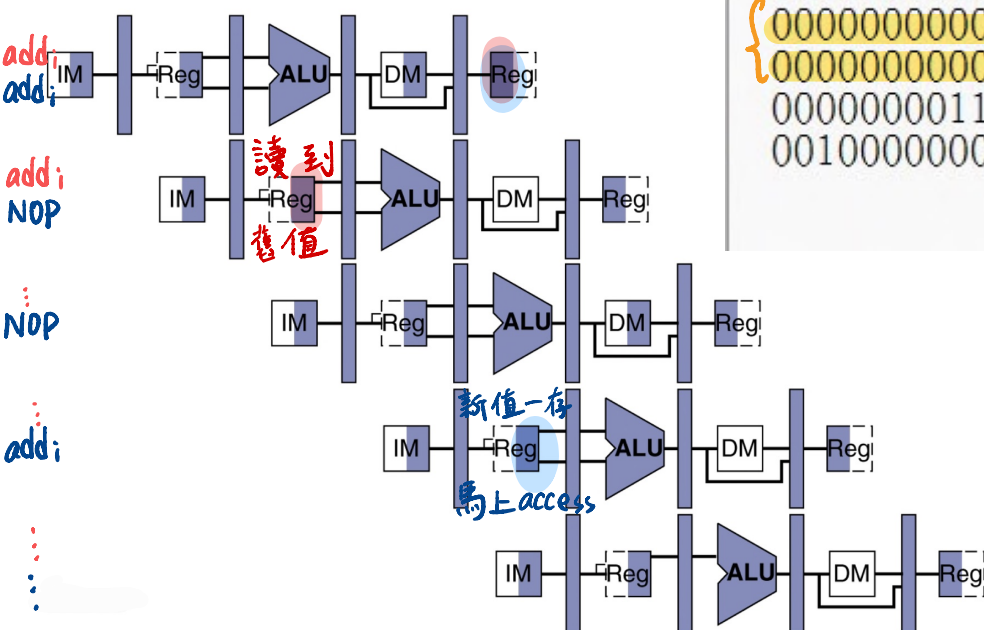 00000000000
addi IM Reg ALU DM Reg
addi
00000000000
0000000011
0010000000
讀到
addi IM Reg ALU DM Reg
NOP
舊值
NOP IM Reg ALU DM Reg
新值一存
addi IM Reg ALU DM Reg
馬上access
IM Reg ALU DM Reg